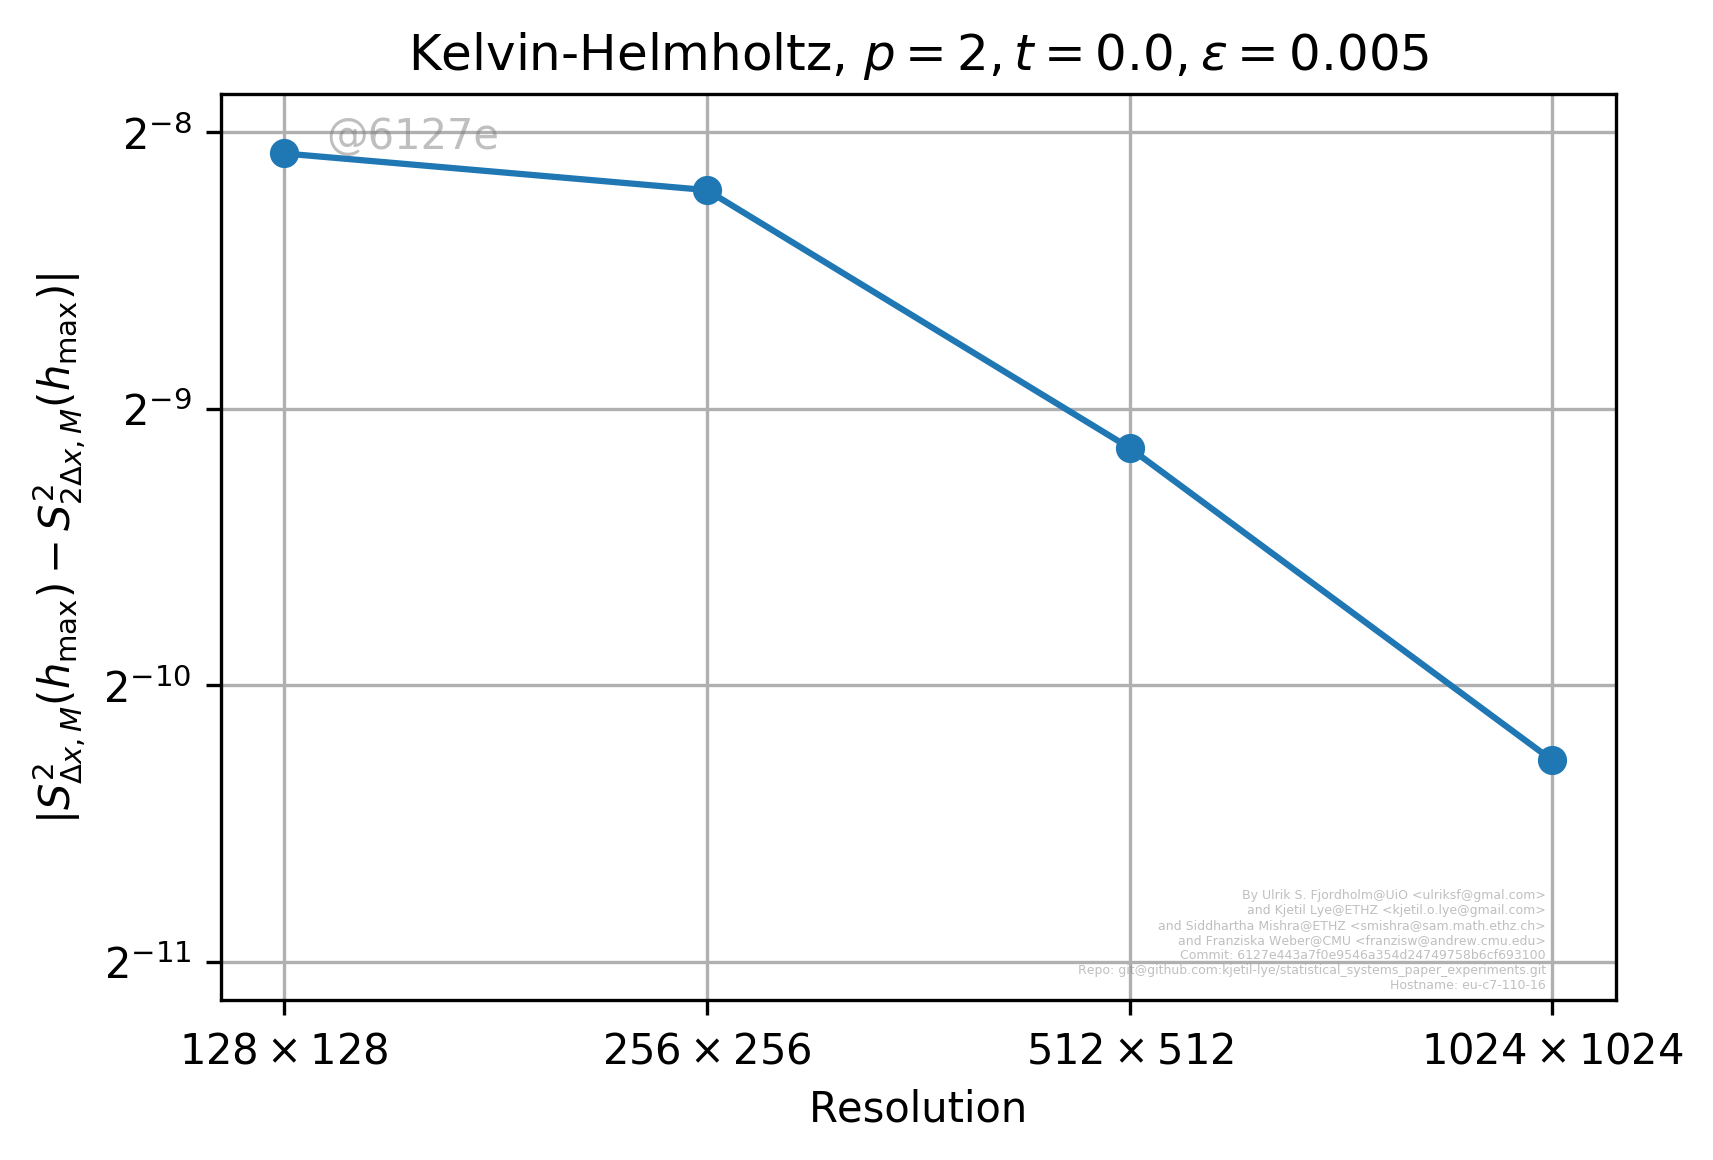 Kelvin-Helmholtz, p = 2, t = 0.0, ε = 0.005
@6127e
2⁻⁸
2⁻⁹
2⁻¹⁰
2⁻¹¹
|S²_{Δx,M}(h_max) − S²_{2Δx,M}(h_max)|
By Ulrik S. Fjordholm@UiO <ulriksf@gmal.com>
and Kjetil Lye@ETHZ <kjetil.o.lye@gmail.com>
and Siddhartha Mishra@ETHZ <smishra@sam.math.ethz.ch>
and Franziska Weber@CMU <franzisw@andrew.cmu.edu>
Commit: 6127e443a7f0e9546a354d24749758b6cf693100
Repo: git@github.com:kjetil-lye/statistical_systems_paper_experiments.git
Hostname: eu-c7-110-16
128 × 128 256 × 256 512 × 512 1024 × 1024
Resolution